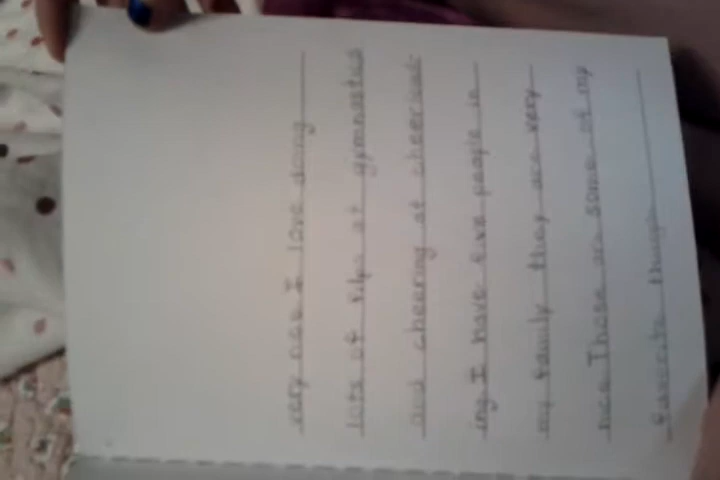 very nice I love doing
lots of flips at gymnastics
and cheering at cheerlead-
ing I have five people in
my family they are very
nice These are some of my
favorite things